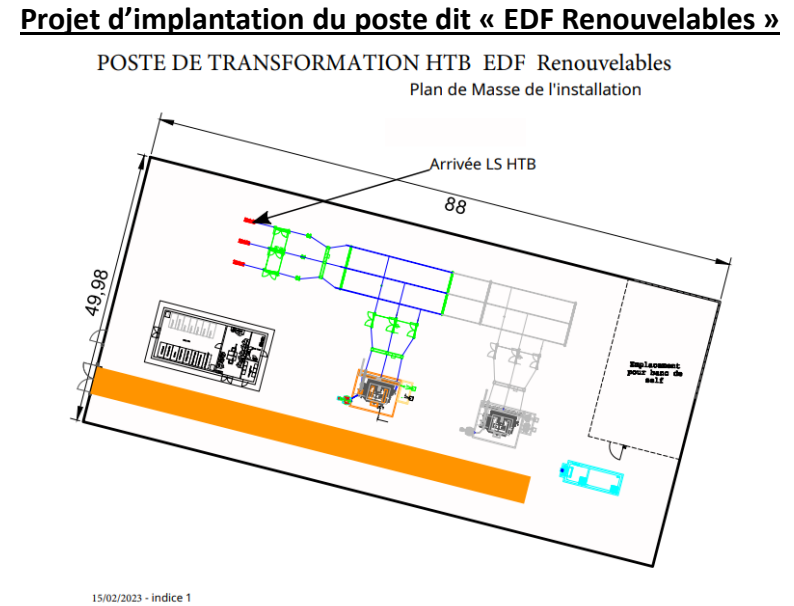 Projet d’implantation du poste dit « EDF Renouvelables »
POSTE DE TRANSFORMATION HTB EDF Renouvelables
Plan de Masse de l'installation
Arrivée LS HTB
88
49,98
Emplacement
pour banc de
self
15/02/2023 - indice 1